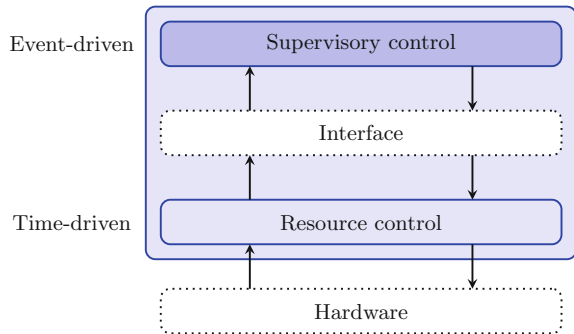 Event-driven
Supervisory control
Interface
Time-driven
Resource control
Hardware